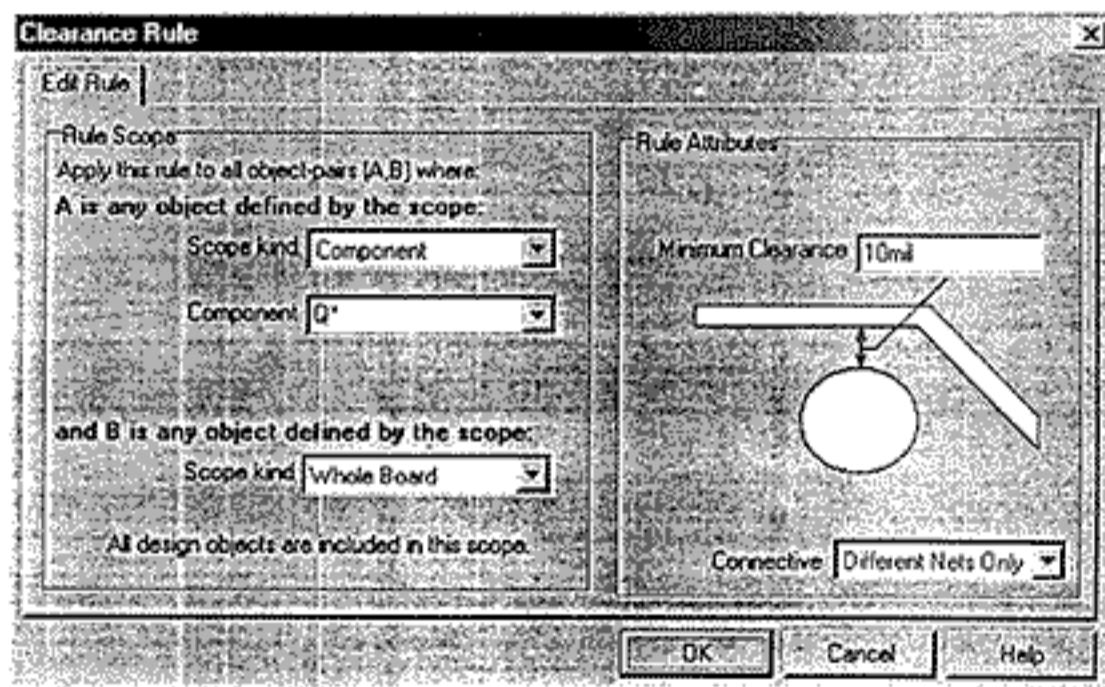 Clearance Rule
Edit Rule
Rule Scope
Apply this rule to all object-pairs (A,B) where:
A is any object defined by the scope:
Scope kind Component
Component Q*
and B is any object defined by the scope:
Scope kind Whole Board
All design objects are included in this scope.
Rule Attributes
Minimum Clearance 10mil
Connective Different Nets Only
OK Cancel Help